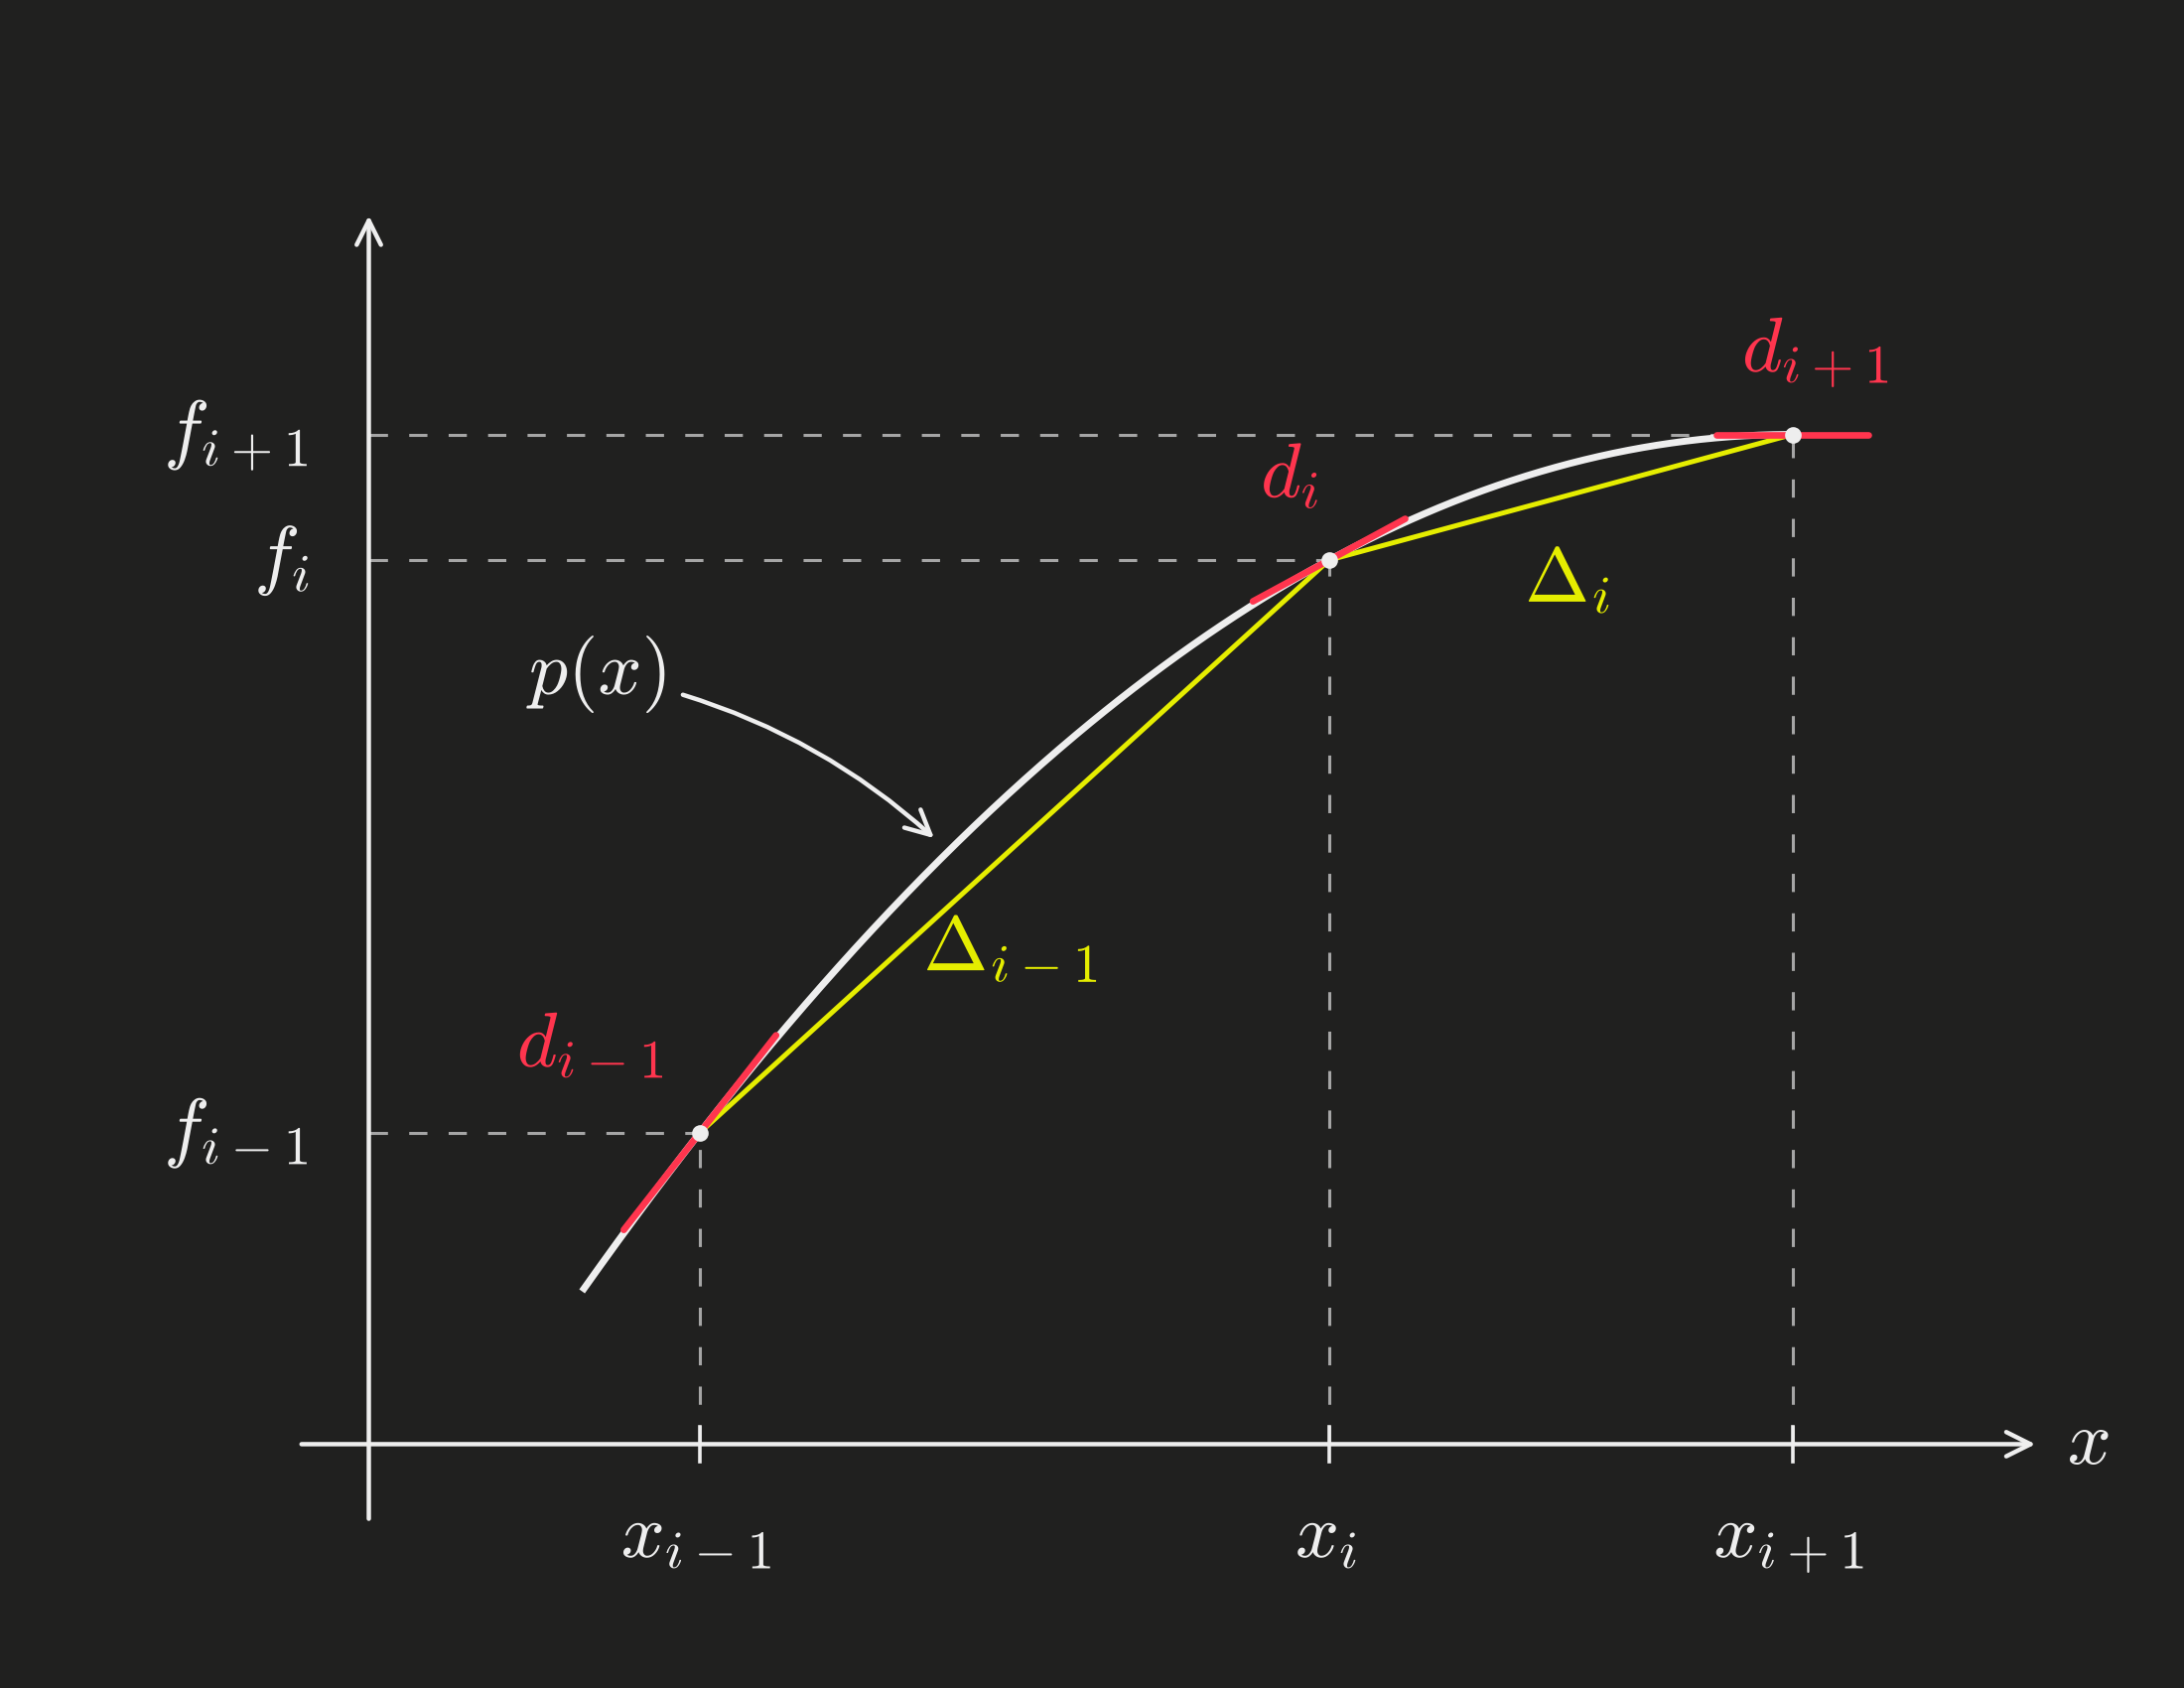 d_{i+1}
f_{i+1}
d_i
f_i
Δ_i
p(x)
Δ_{i-1}
d_{i-1}
f_{i-1}
x
x_{i-1}
x_i
x_{i+1}